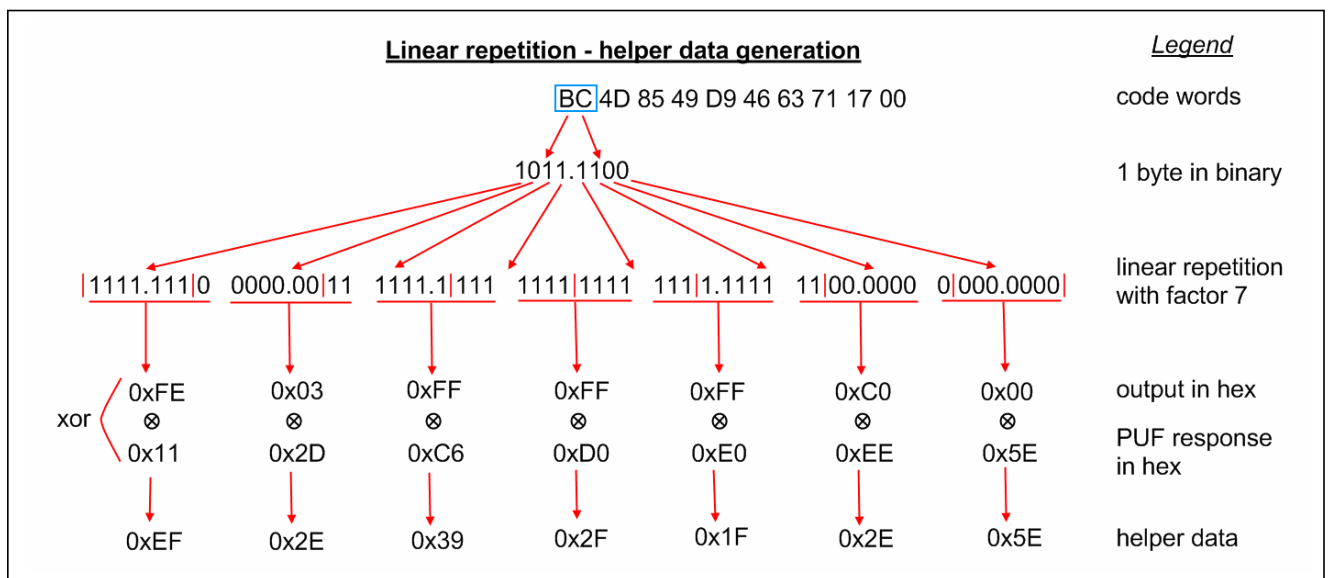 Linear repetition - helper data generation Legend
BC 4D 85 49 D9 46 63 71 17 00 code words
1011.1100 1 byte in binary
|1111.111|0 0000.00|11 1111.1|111 1111|1111 111|1.1111 11|00.0000 0|000.0000| linear repetition
with factor 7
0xFE 0x03 0xFF 0xFF 0xFF 0xC0 0x00 output in hex
xor ⊗ ⊗ ⊗ ⊗ ⊗ ⊗ ⊗
0x11 0x2D 0xC6 0xD0 0xE0 0xEE 0x5E PUF response
in hex
0xEF 0x2E 0x39 0x2F 0x1F 0x2E 0x5E helper data